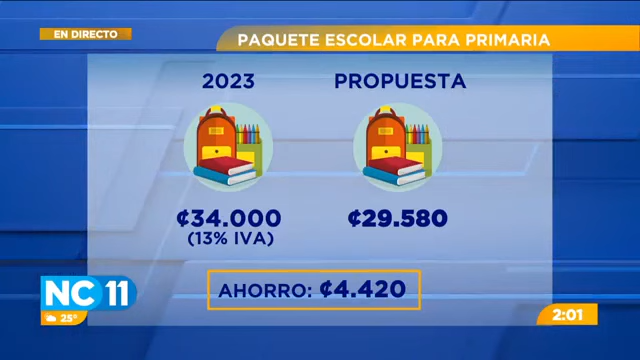 EN DIRECTO
PAQUETE ESCOLAR PARA PRIMARIA
2023
PROPUESTA
₡34.000
(13% IVA)
₡29.580
AHORRO: ₡4.420
NC 11
25°
2:01